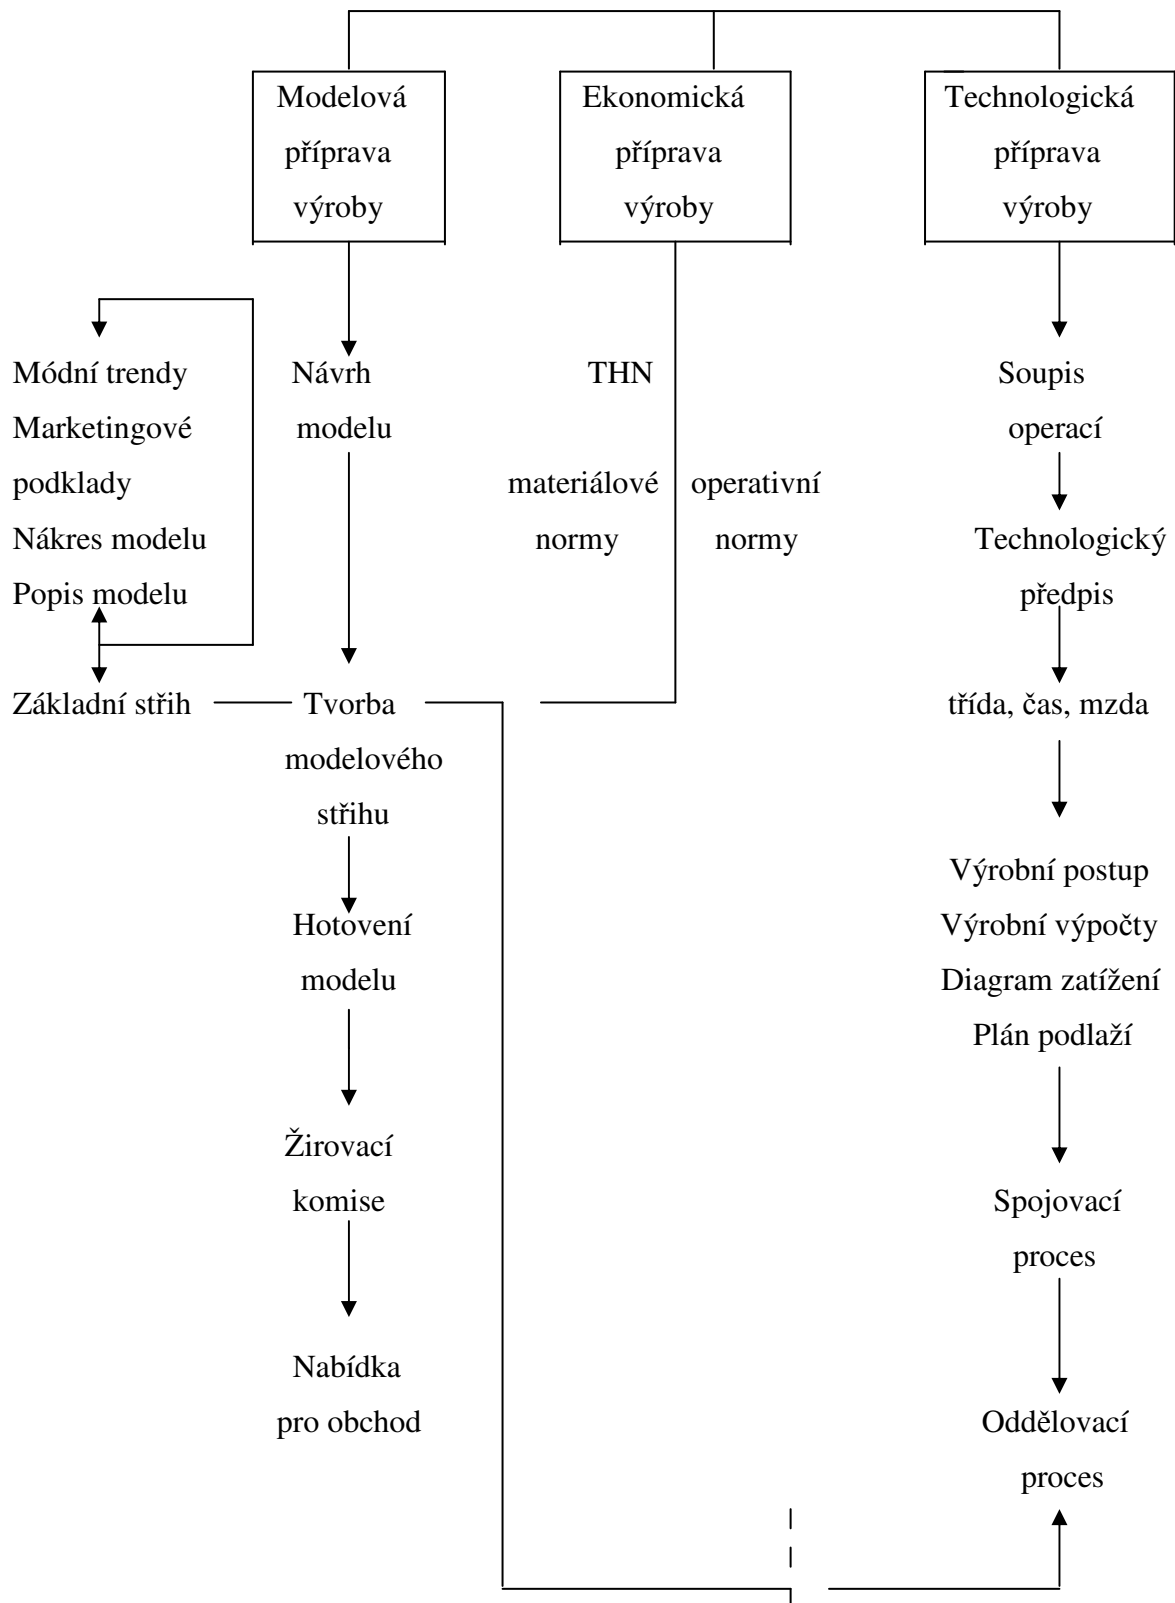 Modelová
příprava
výroby
Ekonomická
příprava
výroby
Technologická
příprava
výroby
Módní trendy
Marketingové
podklady
Nákres modelu
Popis modelu
Základní střih
Návrh
modelu
Tvorba
modelového
střihu
Hotovení
modelu
Žirovací
komise
Nabídka
pro obchod
THN
materiálové
normy
operativní
normy
Soupis
operací
Technologický
předpis
třída, čas, mzda
Výrobní postup
Výrobní výpočty
Diagram zatížení
Plán podlaží
Spojovací
proces
Oddělovací
proces